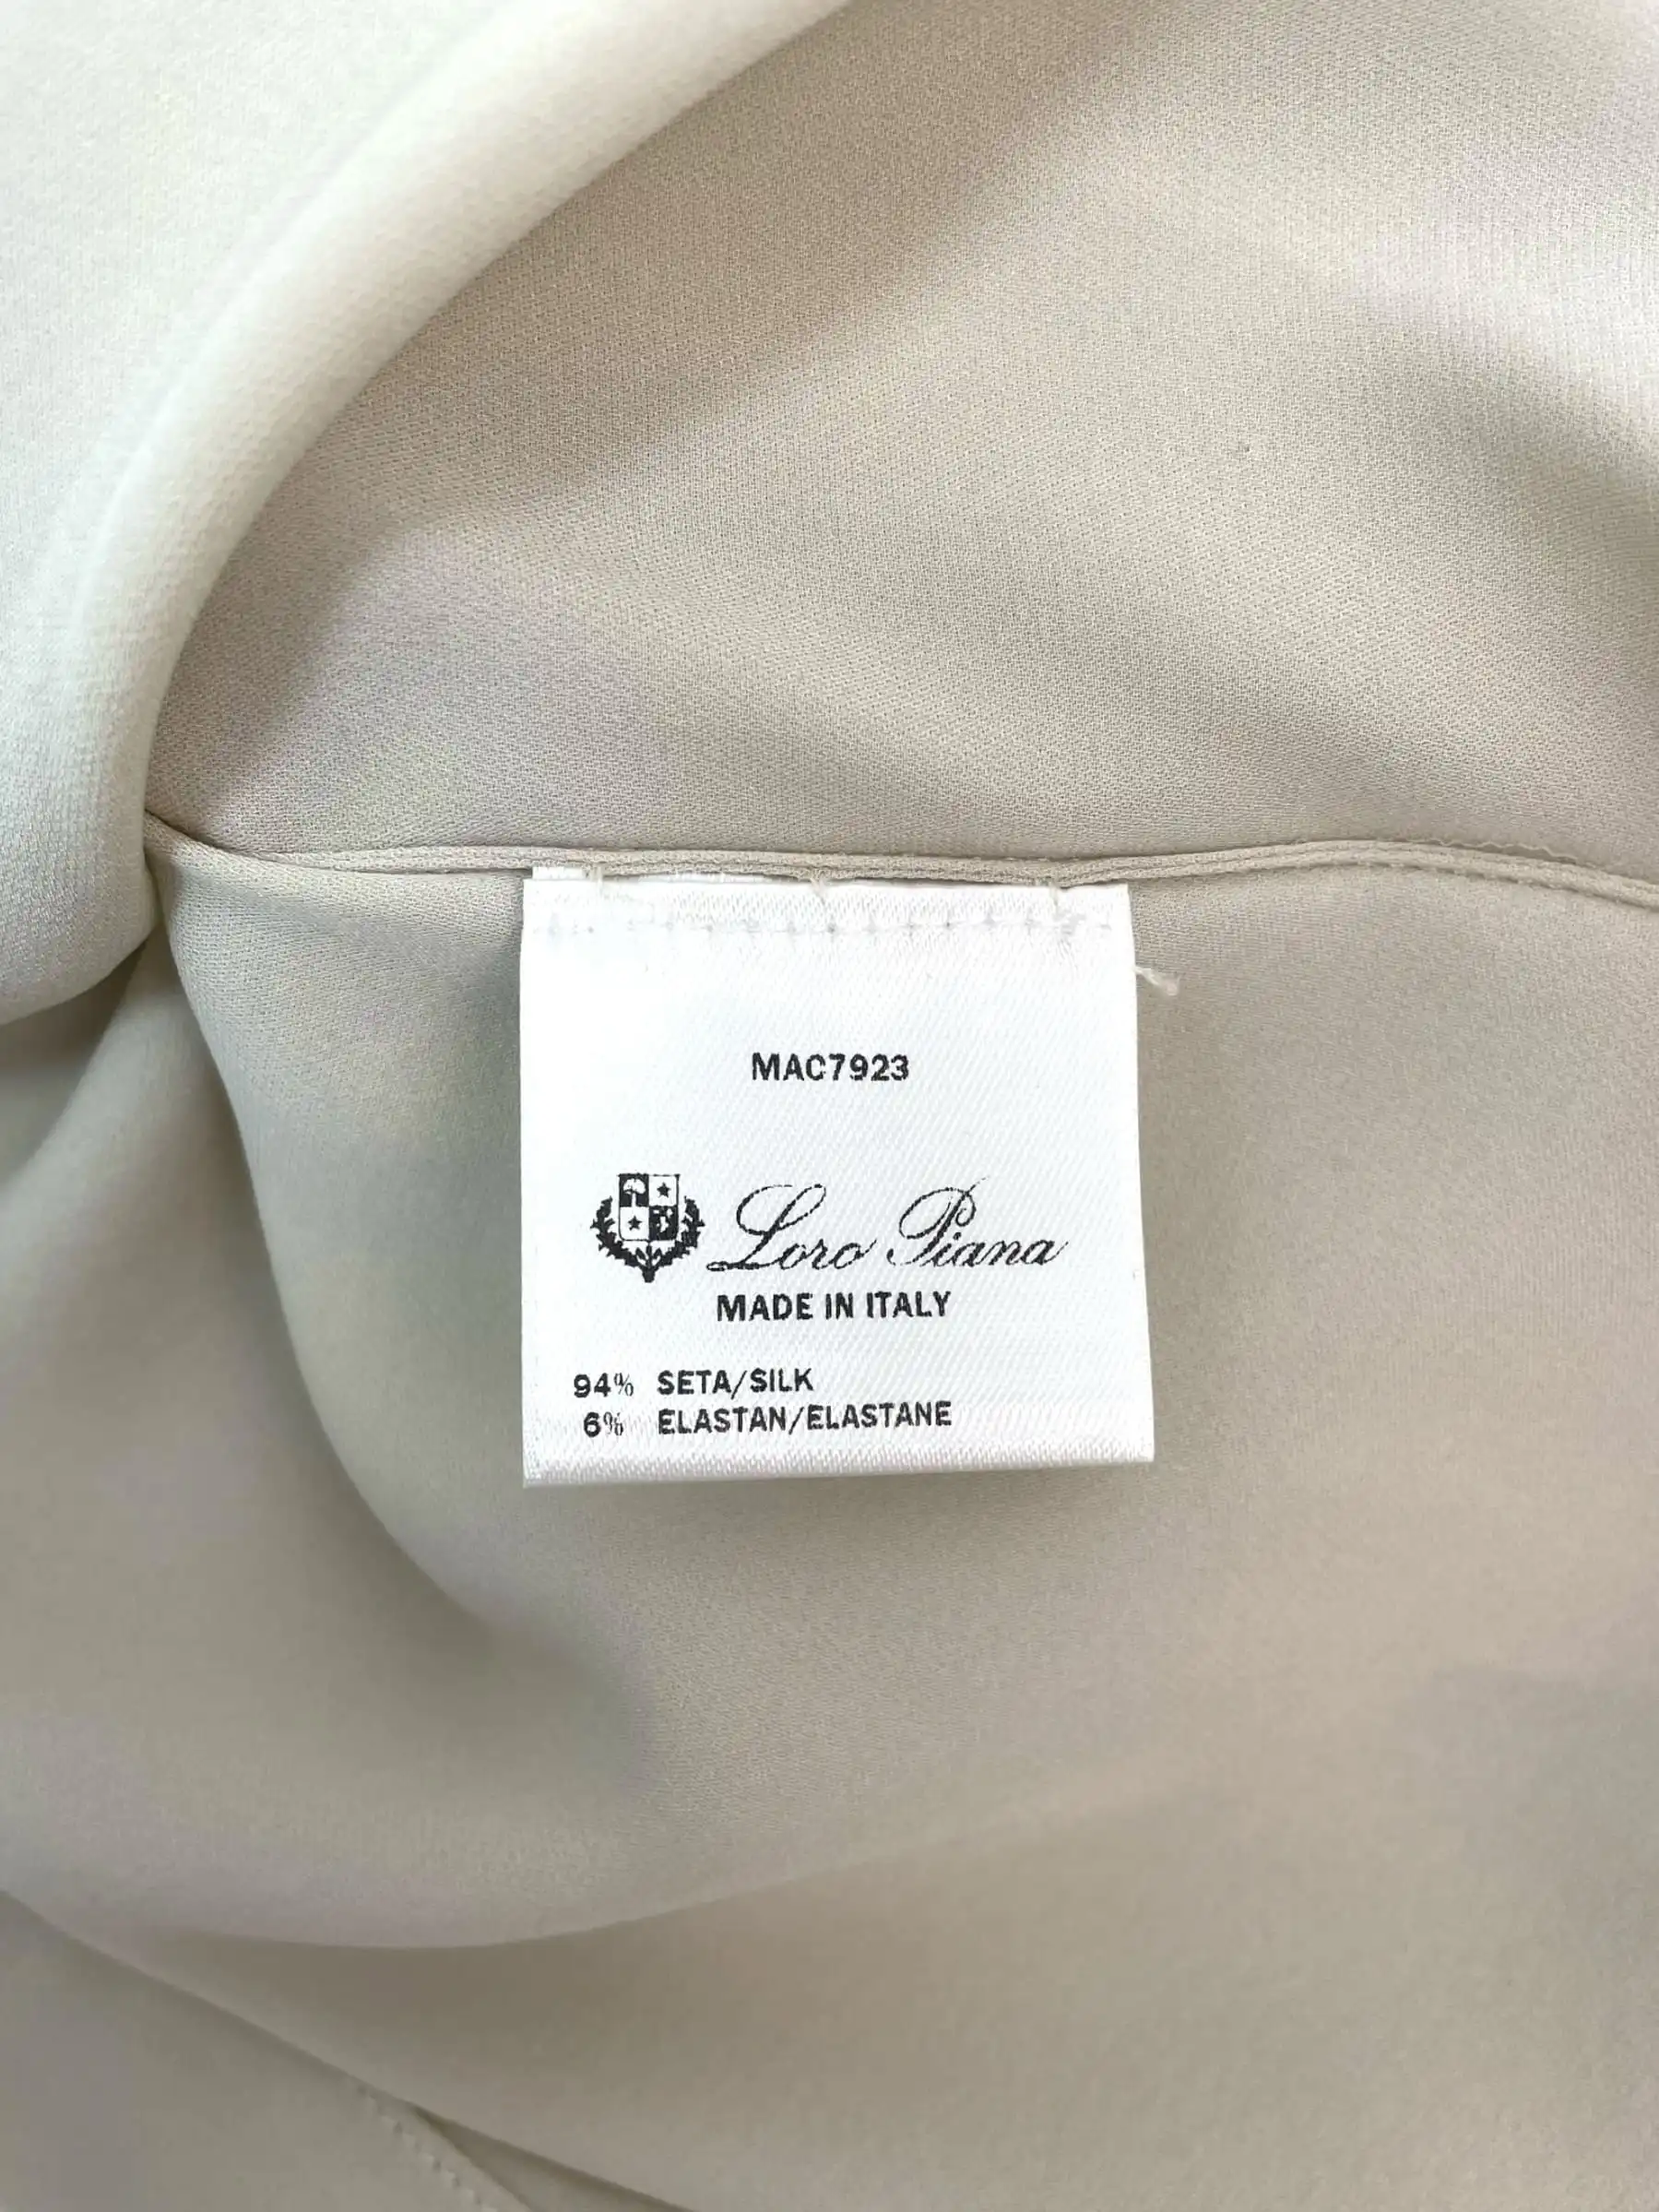 MAC7923
Loro Piana
MADE IN ITALY
94% SETA/SILK
6% ELASTAN/ELASTANE